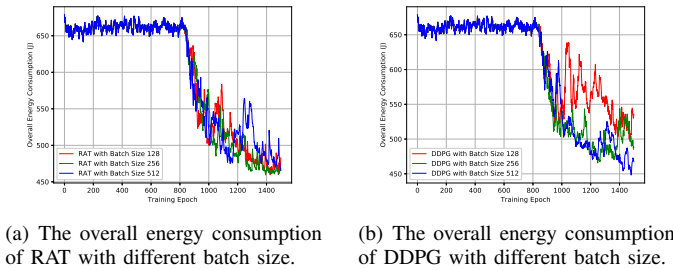 Overall Energy Consumption (J)
650
600
550
500
450
RAT with Batch Size 128
RAT with Batch Size 256
RAT with Batch Size 512
0 200 400 600 800 1000 1200 1400
Training Epoch
(a) The overall energy consumption
of RAT with different batch size.
Overall Energy Consumption (J)
650
600
550
500
450
DDPG with Batch Size 128
DDPG with Batch Size 256
DDPG with Batch Size 512
0 200 400 600 800 1000 1200 1400
Training Epoch
(b) The overall energy consumption
of DDPG with different batch size.